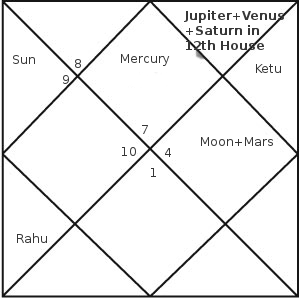 Jupiter+Venus
+Saturn in
12th House
Sun
8
Mercury
Ketu
9
7
Moon+Mars
10
4
1
Rahu